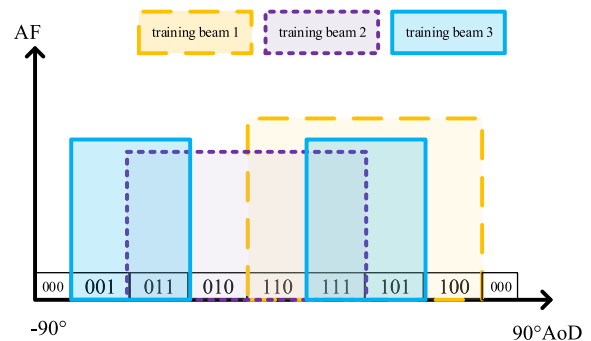 training beam 1 training beam 2 training beam 3
AF
000 001 011 010 110 111 101 100 000
-90° 90°AoD